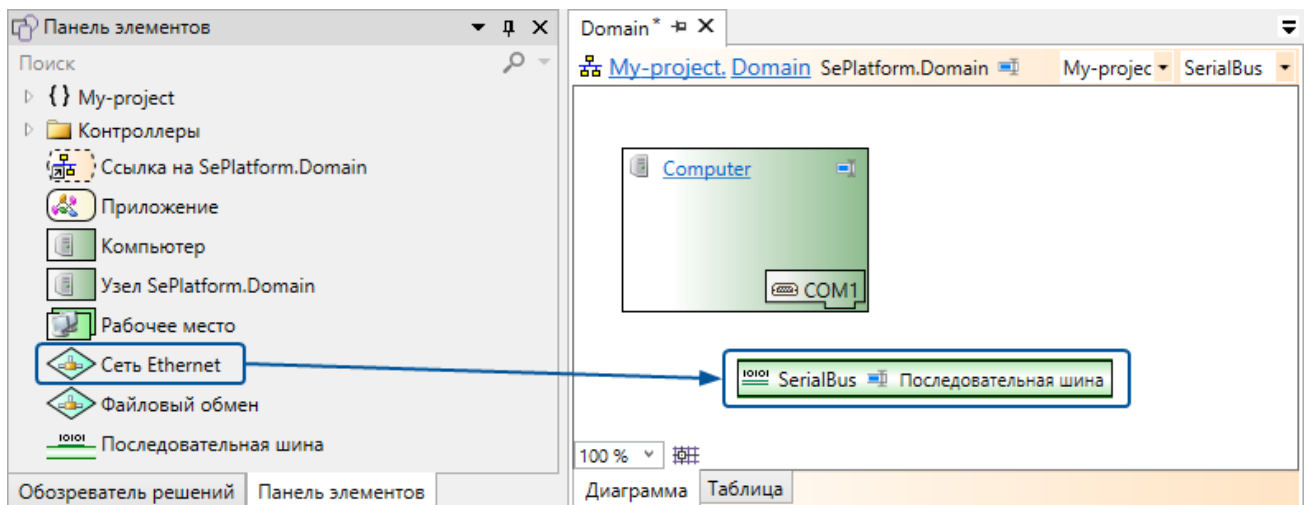 Панель элементов
Поиск
{ } My-project
Контроллеры
Ссылка на SePlatform.Domain
Приложение
Компьютер
Узел SePlatform.Domain
Рабочее место
Сеть Ethernet
Файловый обмен
IOIOI Последовательная шина
Обозреватель решений Панель элементов
Domain*
My-project. Domain SePlatform.Domain My-projec SerialBus
Computer
COM1
IOIOI SerialBus Последовательная шина
100 %
Диаграмма Таблица